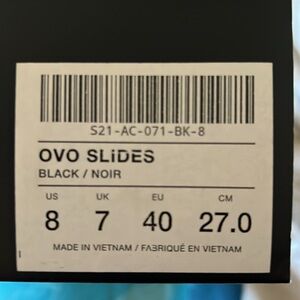 S21-AC-071-BK-8
OVO SLiDES
BLACK / NOIR
US UK EU CM
8 7 40 27.0
MADE IN VIETNAM / FABRIQUÉ EN VIETNAM